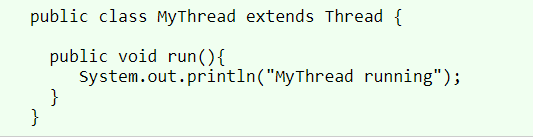 public class MyThread extends Thread {
public void run(){
System.out.println("MyThread running");
}
}